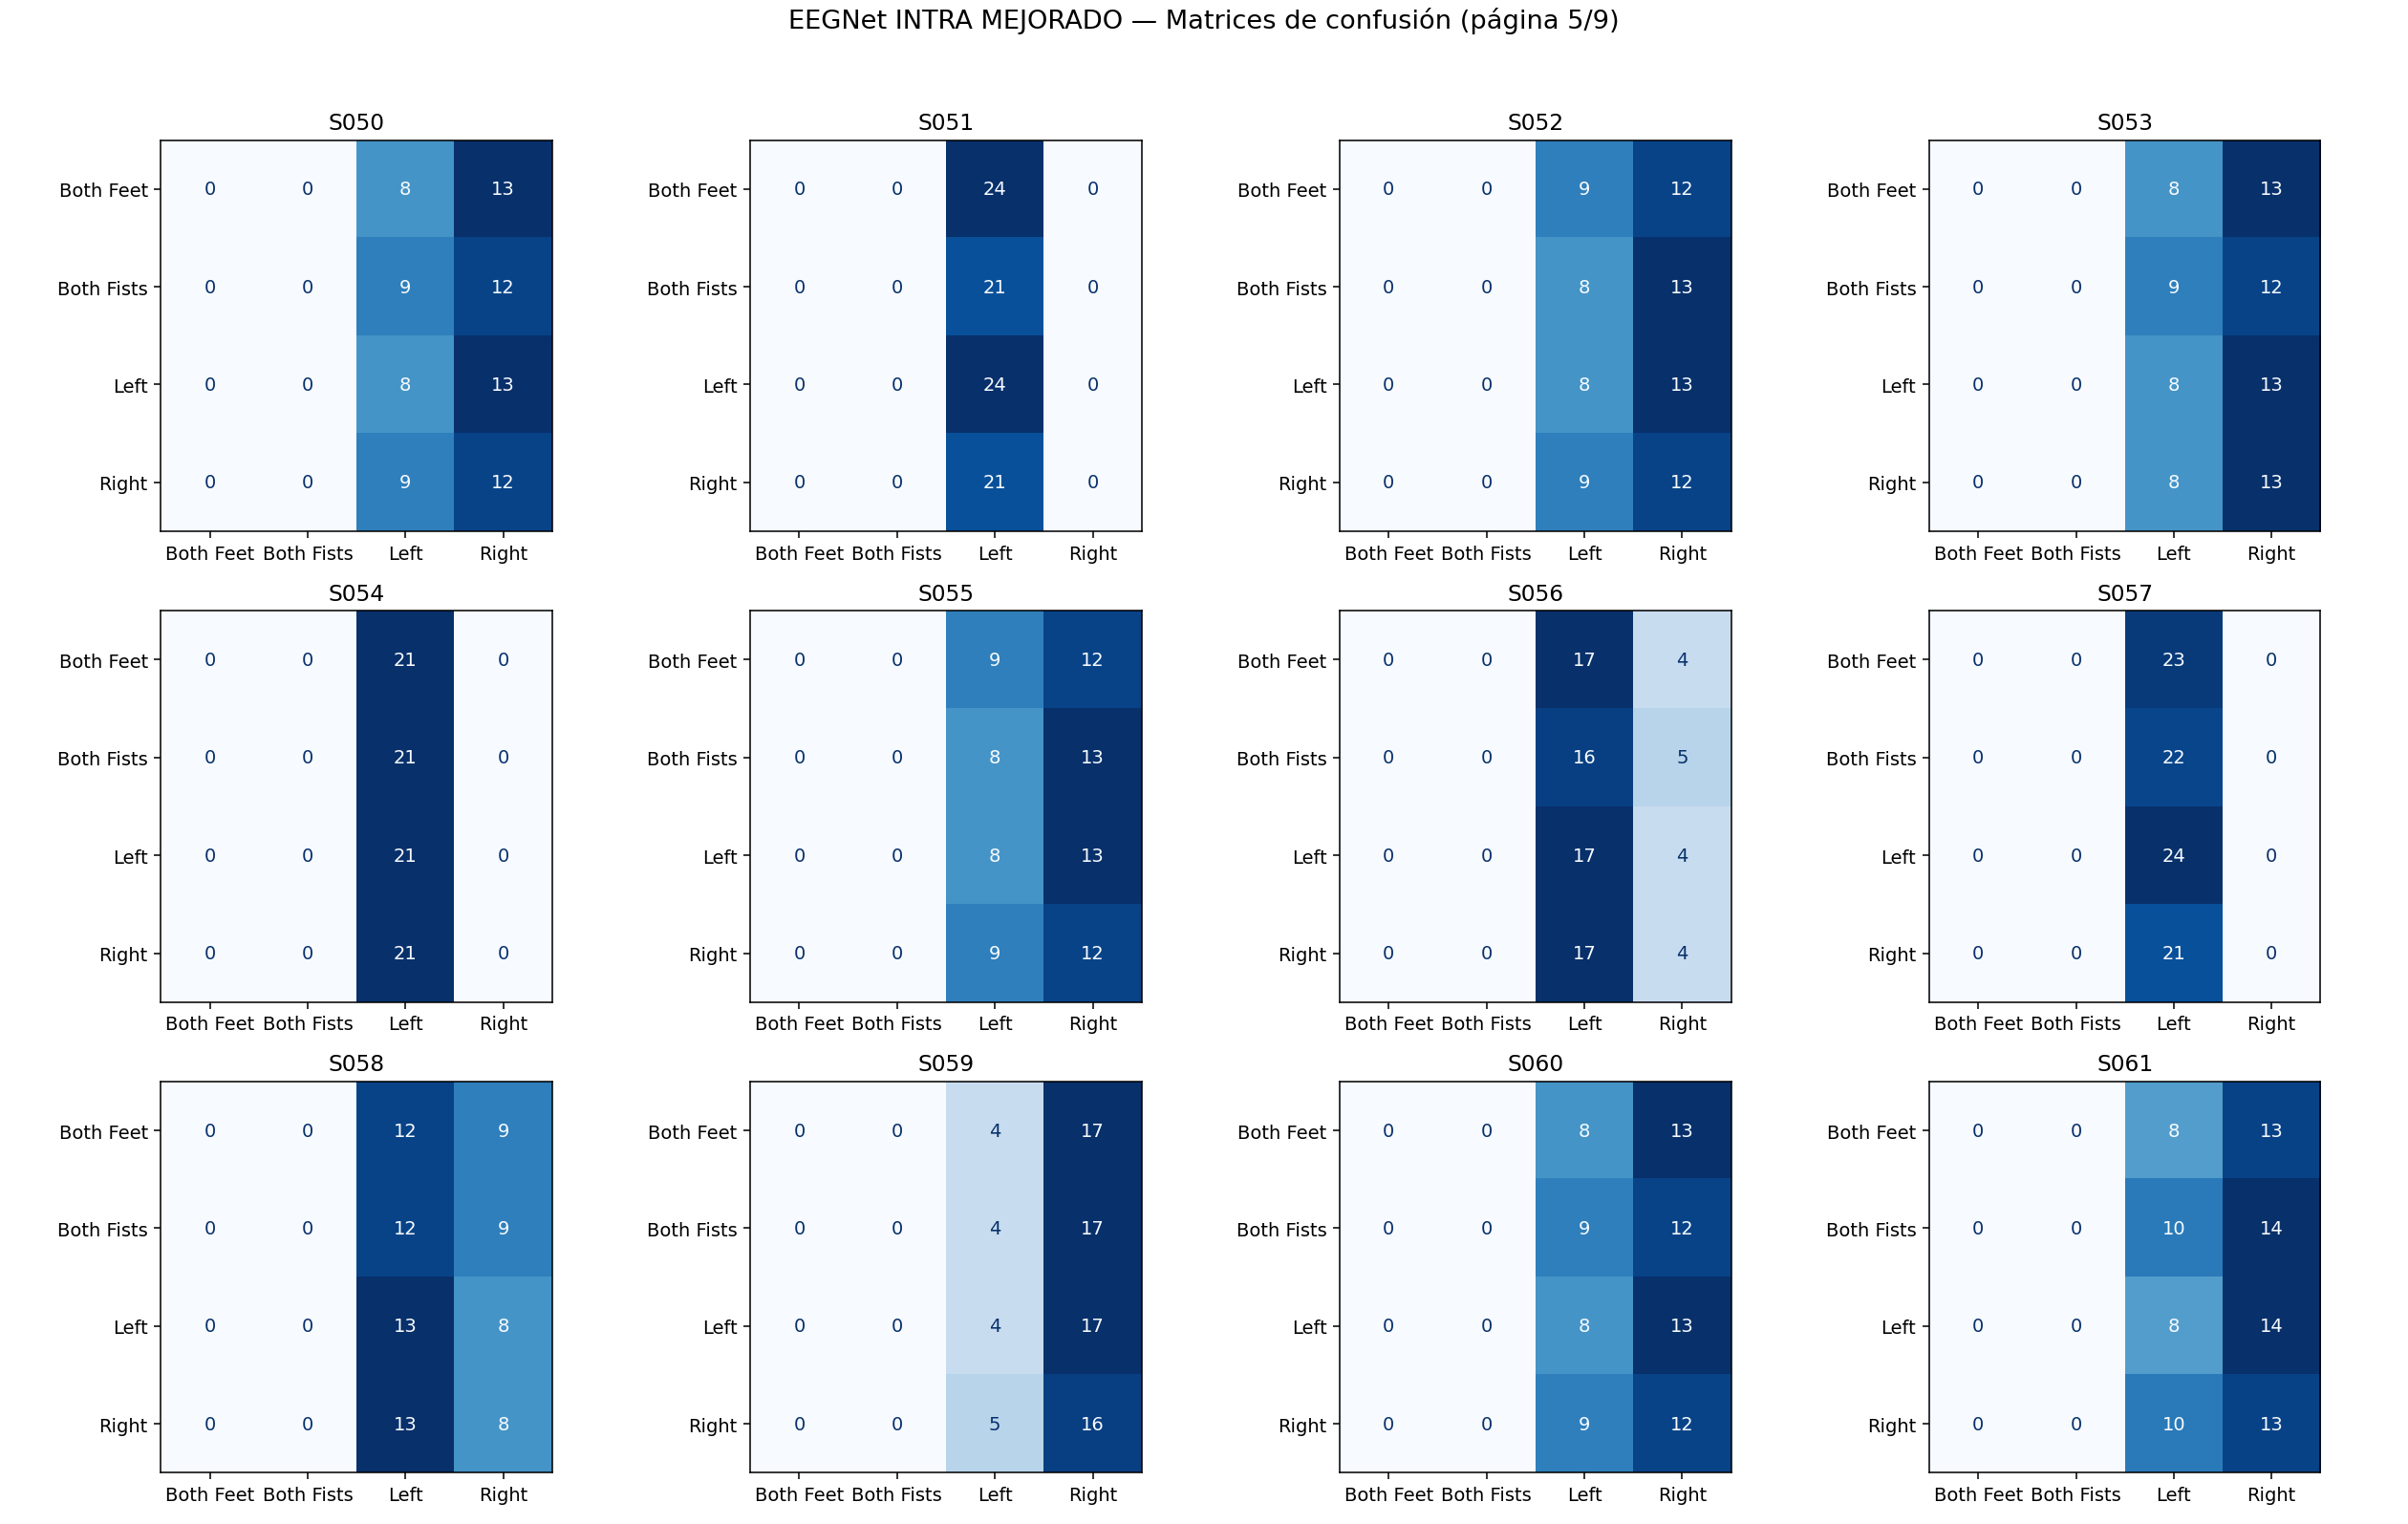 EEGNet INTRA MEJORADO — Matrices de confusión (página 5/9)
S050 S051 S052 S053
Both Feet 0 0 8 13 Both Feet 0 0 24 0 Both Feet 0 0 9 12 Both Feet 0 0 8 13
Both Fists 0 0 9 12 Both Fists 0 0 21 0 Both Fists 0 0 8 13 Both Fists 0 0 9 12
Left 0 0 8 13 Left 0 0 24 0 Left 0 0 8 13 Left 0 0 8 13
Right 0 0 9 12 Right 0 0 21 0 Right 0 0 9 12 Right 0 0 8 13
Both Feet Both Fists Left Right Both Feet Both Fists Left Right Both Feet Both Fists Left Right Both Feet Both Fists Left Right
S054 S055 S056 S057
Both Feet 0 0 21 0 Both Feet 0 0 9 12 Both Feet 0 0 17 4 Both Feet 0 0 23 0
Both Fists 0 0 21 0 Both Fists 0 0 8 13 Both Fists 0 0 16 5 Both Fists 0 0 22 0
Left 0 0 21 0 Left 0 0 8 13 Left 0 0 17 4 Left 0 0 24 0
Right 0 0 21 0 Right 0 0 9 12 Right 0 0 17 4 Right 0 0 21 0
Both Feet Both Fists Left Right Both Feet Both Fists Left Right Both Feet Both Fists Left Right Both Feet Both Fists Left Right
S058 S059 S060 S061
Both Feet 0 0 12 9 Both Feet 0 0 4 17 Both Feet 0 0 8 13 Both Feet 0 0 8 13
Both Fists 0 0 12 9 Both Fists 0 0 4 17 Both Fists 0 0 9 12 Both Fists 0 0 10 14
Left 0 0 13 8 Left 0 0 4 17 Left 0 0 8 13 Left 0 0 8 14
Right 0 0 13 8 Right 0 0 5 16 Right 0 0 9 12 Right 0 0 10 13
Both Feet Both Fists Left Right Both Feet Both Fists Left Right Both Feet Both Fists Left Right Both Feet Both Fists Left Right